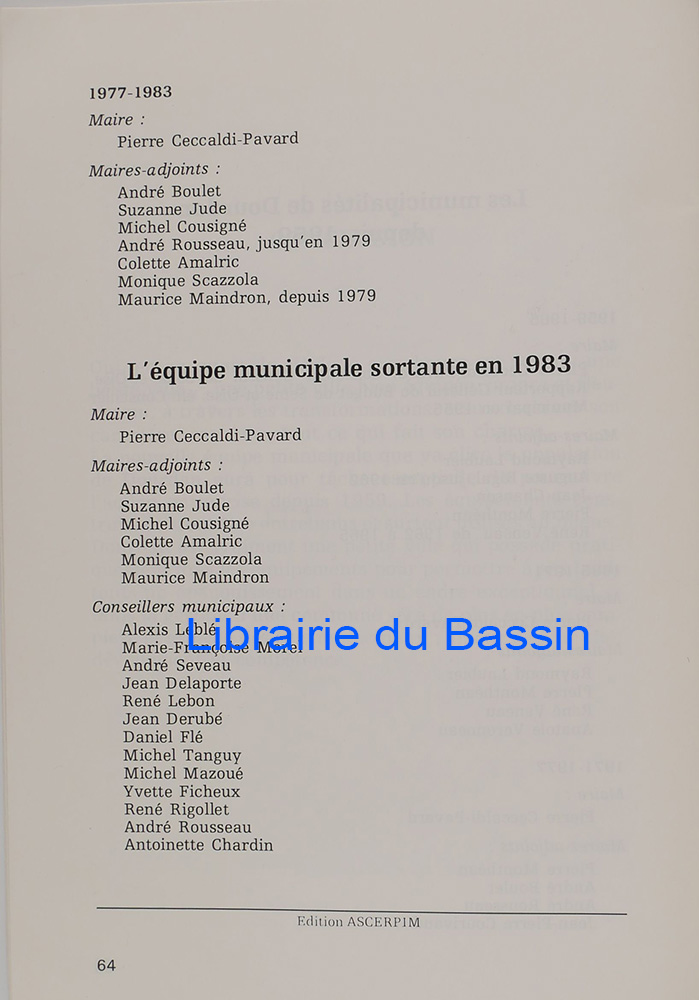 1977-1983
Maire :
Pierre Ceccaldi-Pavard
Maires-adjoints :
André Boulet
Suzanne Jude
Michel Cousigné
André Rousseau, jusqu'en 1979
Colette Amalric
Monique Scazzola
Maurice Maindron, depuis 1979
L'équipe municipale sortante en 1983
Maire :
Pierre Ceccaldi-Pavard
Maires-adjoints :
André Boulet
Suzanne Jude
Michel Cousigné
Colette Amalric
Monique Scazzola
Maurice Maindron
Conseillers municipaux :
Alexis Leblé
Librairie du Bassin
Marie-Françoise Morel
André Seveau
Jean Delaporte
René Lebon
Jean Derubé
Daniel Flé
Michel Tanguy
Michel Mazoué
Yvette Ficheux
René Rigollet
André Rousseau
Antoinette Chardin
Edition ASCERPIM
64